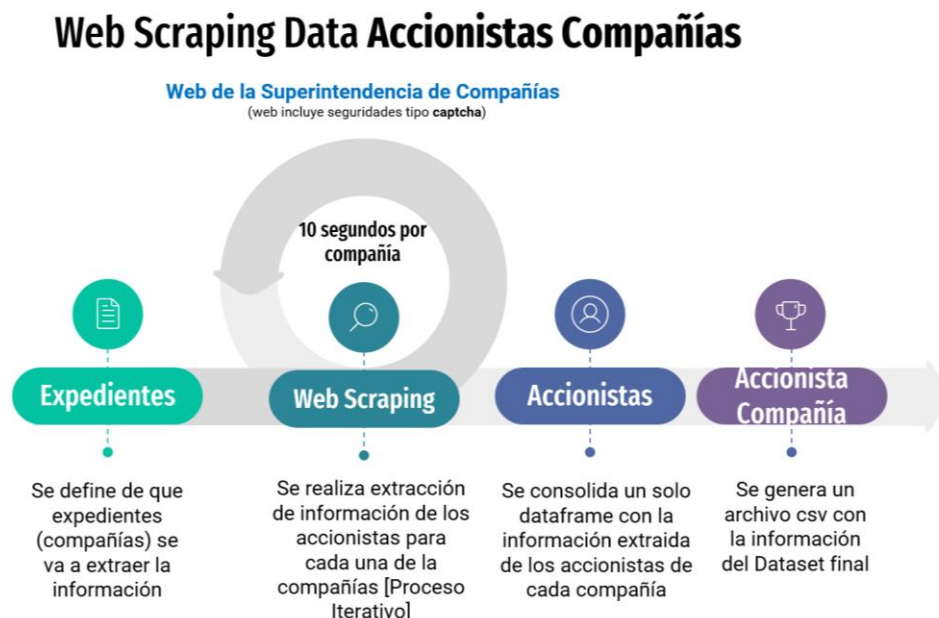 Web Scraping Data Accionistas Compañías
Web de la Superintendencia de Compañías
(web incluye seguridades tipo captcha)
10 segundos por
compañía
Expedientes
Web Scraping
Accionistas
Accionista
Compañía
Se define de que
expedientes
(compañías) se
va a extraer la
información
Se realiza extracción
de información de los
accionistas para
cada una de la
compañías [Proceso
Iterativo]
Se consolida un solo
dataframe con la
información extraida
de los accionistas de
cada compañía
Se genera un
archivo csv con
la información
del Dataset final